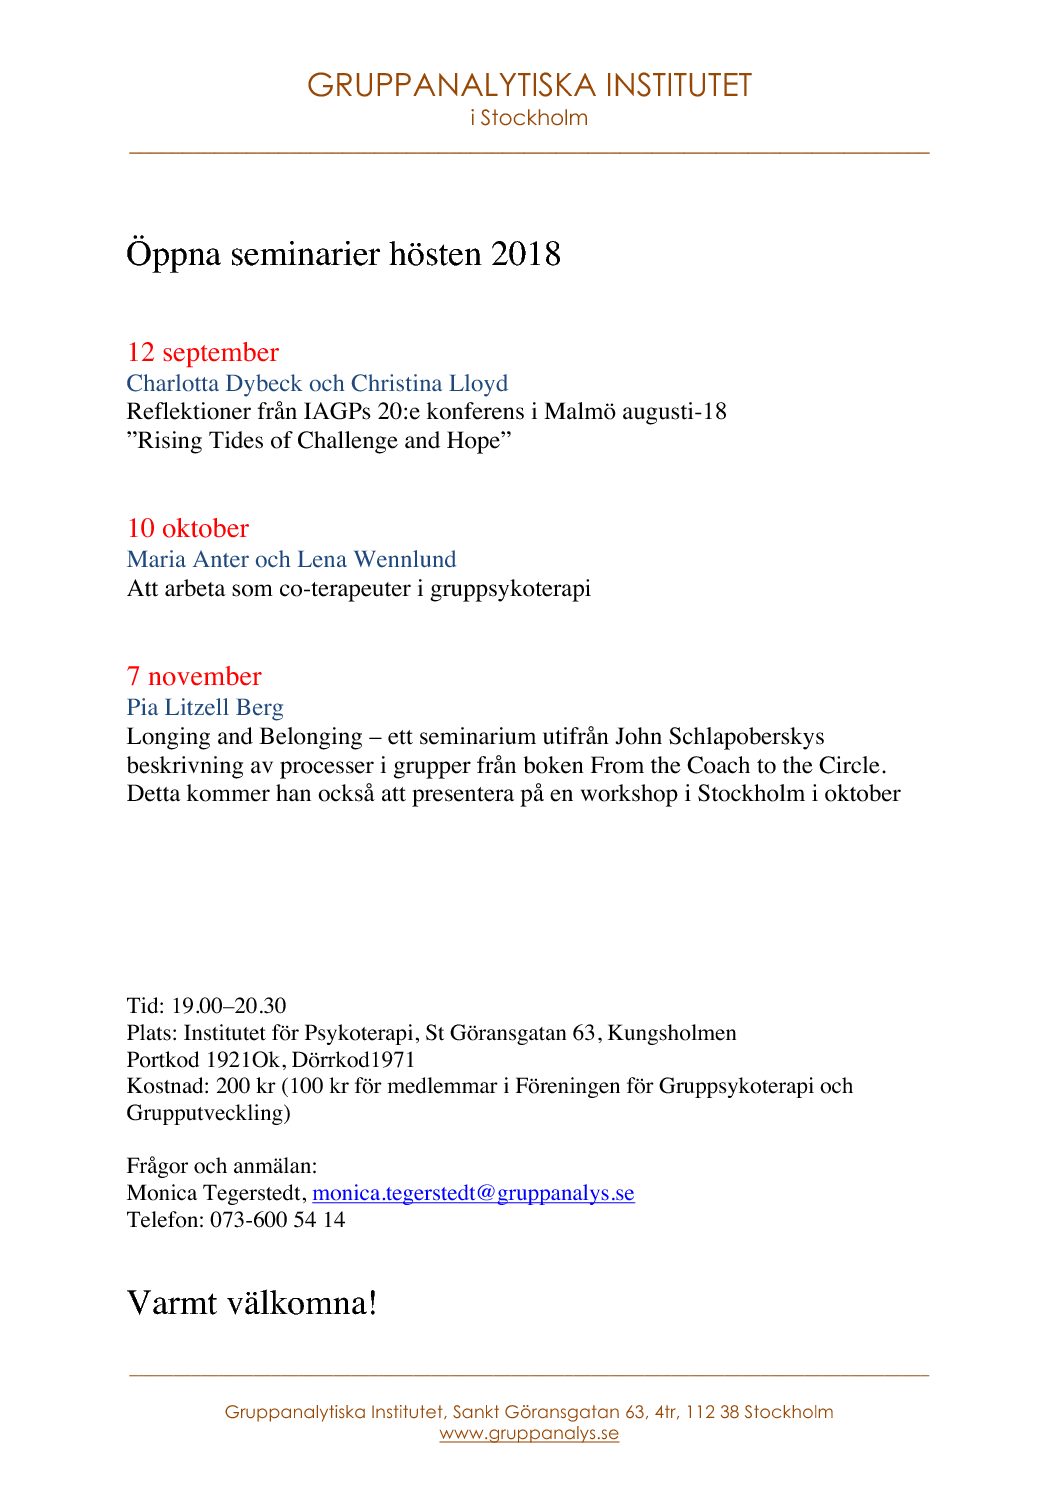 GRUPPANALYTISKA INSTITUTET
i Stockholm
Öppna seminarier hösten 2018
12 september
Charlotta Dybeck och Christina Lloyd
Reflektioner från IAGPs 20:e konferens i Malmö augusti-18
”Rising Tides of Challenge and Hope”
10 oktober
Maria Anter och Lena Wennlund
Att arbeta som co-terapeuter i gruppsykoterapi
7 november
Pia Litzell Berg
Longing and Belonging – ett seminarium utifrån John Schlapoberskys
beskrivning av processer i grupper från boken From the Coach to the Circle.
Detta kommer han också att presentera på en workshop i Stockholm i oktober
Tid: 19.00–20.30
Plats: Institutet för Psykoterapi, St Göransgatan 63, Kungsholmen
Portkod 1921Ok, Dörrkod1971
Kostnad: 200 kr (100 kr för medlemmar i Föreningen för Gruppsykoterapi och
Grupputveckling)
Frågor och anmälan:
Monica Tegerstedt, monica.tegerstedt@gruppanalys.se
Telefon: 073-600 54 14
Varmt välkomna!
Gruppanalytiska Institutet, Sankt Göransgatan 63, 4tr, 112 38 Stockholm
www.gruppanalys.se